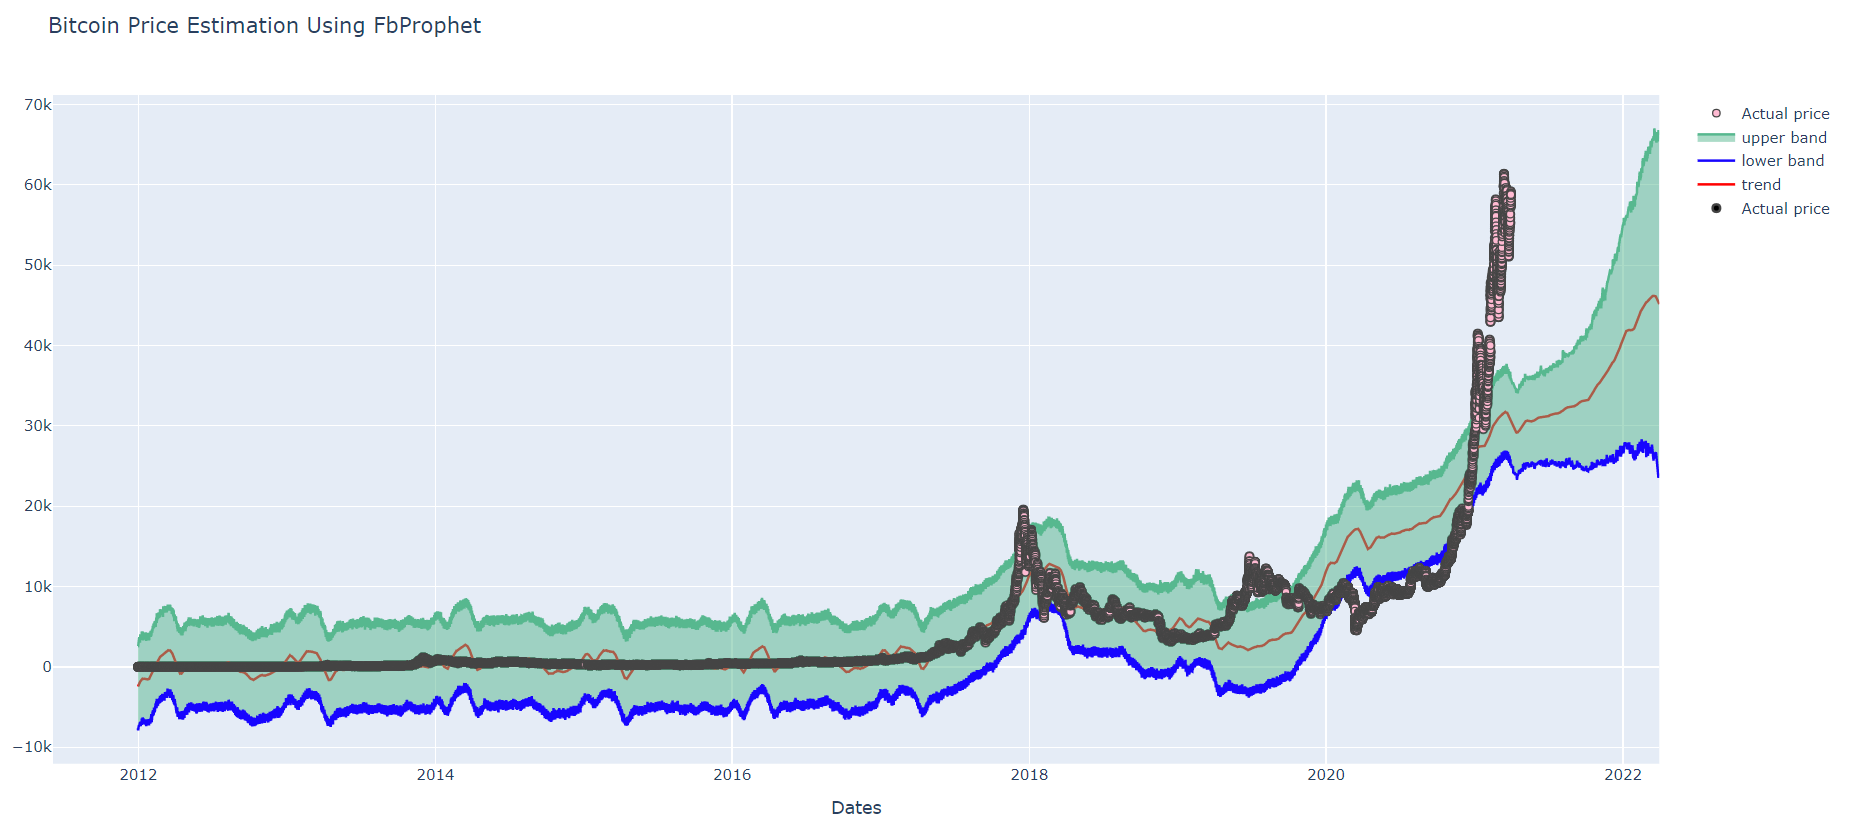 Bitcoin Price Estimation Using FbProphet
70k
60k
50k
40k
30k
20k
10k
0
−10k
2012 2014 2016 2018 2020 2022
Dates
Actual price
upper band
lower band
trend
Actual price